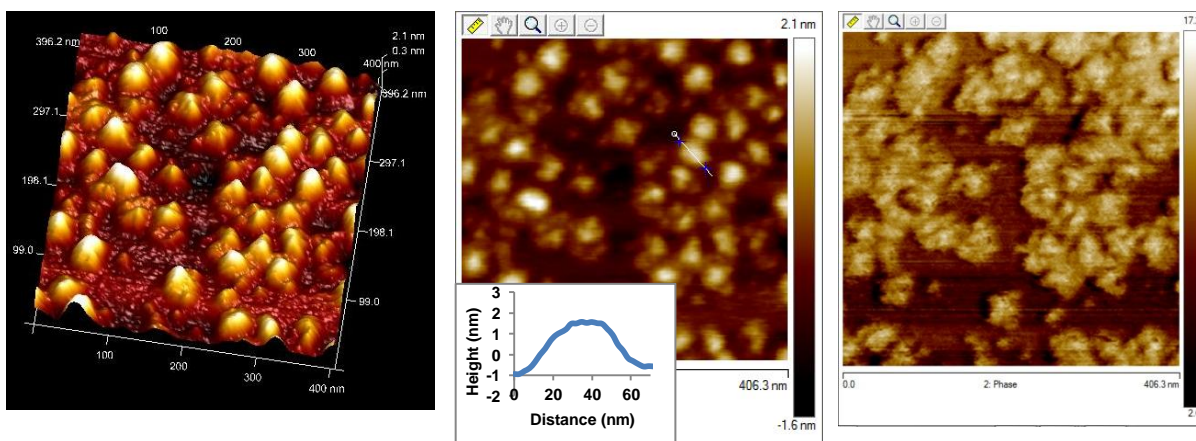 396.2 nm
100
200
300
2.1 nm
0.3 nm
400 nm
396.2 nm
297.1
297.1
198.1
198.1
99.0
99.0
100
200
300
400 nm
2.1 nm
406.3 nm
-1.6 nm
Height (nm)
3
2
1
0
-1
-2
0
20
40
60
Distance (nm)
17.
0.0
2: Phase
406.3 nm
2.